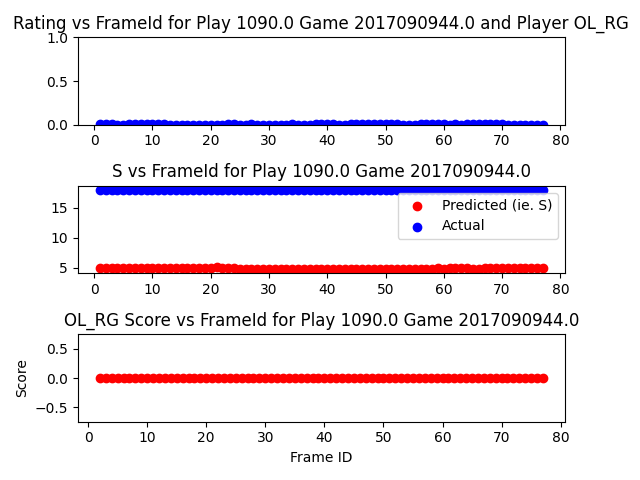 Rating vs FrameId for Play 1090.0 Game 2017090944.0 and Player OL_RG
1.0
0.5
0.0
0 10 20 30 40 50 60 70 80
S vs FrameId for Play 1090.0 Game 2017090944.0
15
10
5
Predicted (ie. S)
Actual
0 10 20 30 40 50 60 70 80
OL_RG Score vs FrameId for Play 1090.0 Game 2017090944.0
Score
0.5
0.0
−0.5
0 10 20 30 40 50 60 70 80
Frame ID